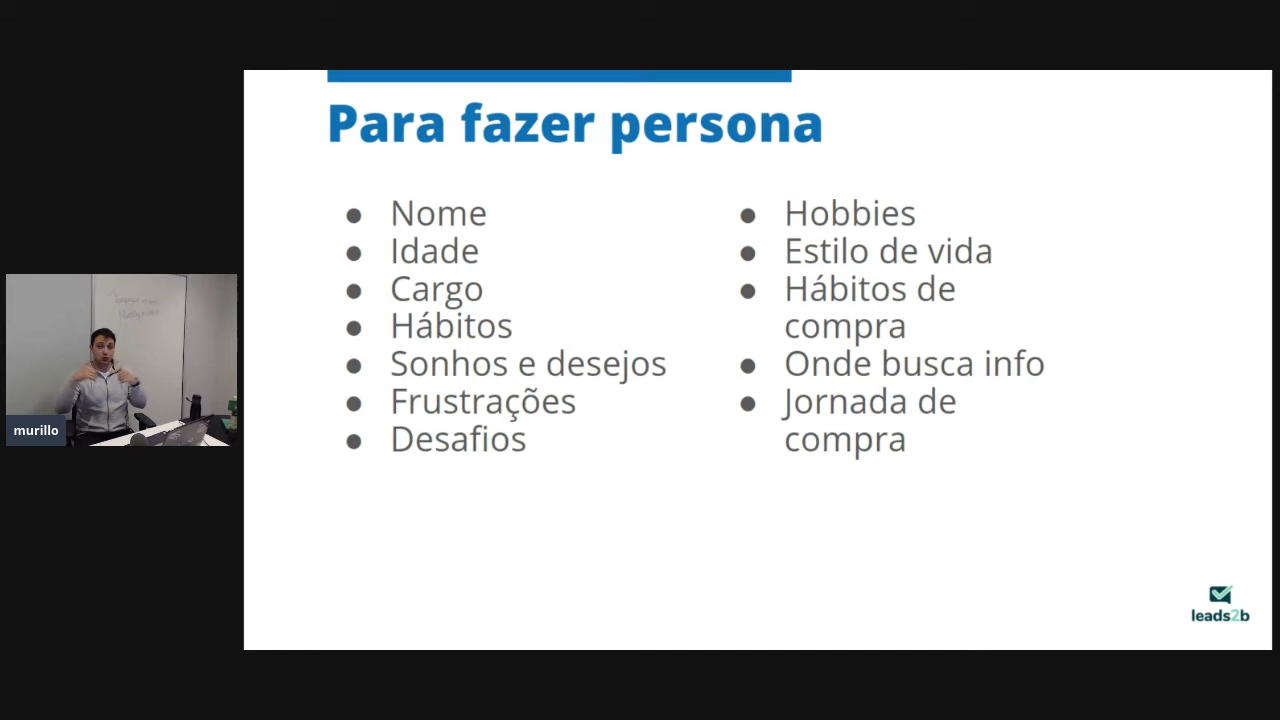 Para fazer persona
● Nome
● Idade
● Cargo
● Hábitos
● Sonhos e desejos
● Frustrações
● Desafios
● Hobbies
● Estilo de vida
● Hábitos de
compra
● Onde busca info
● Jornada de
compra
murillo
leads2b